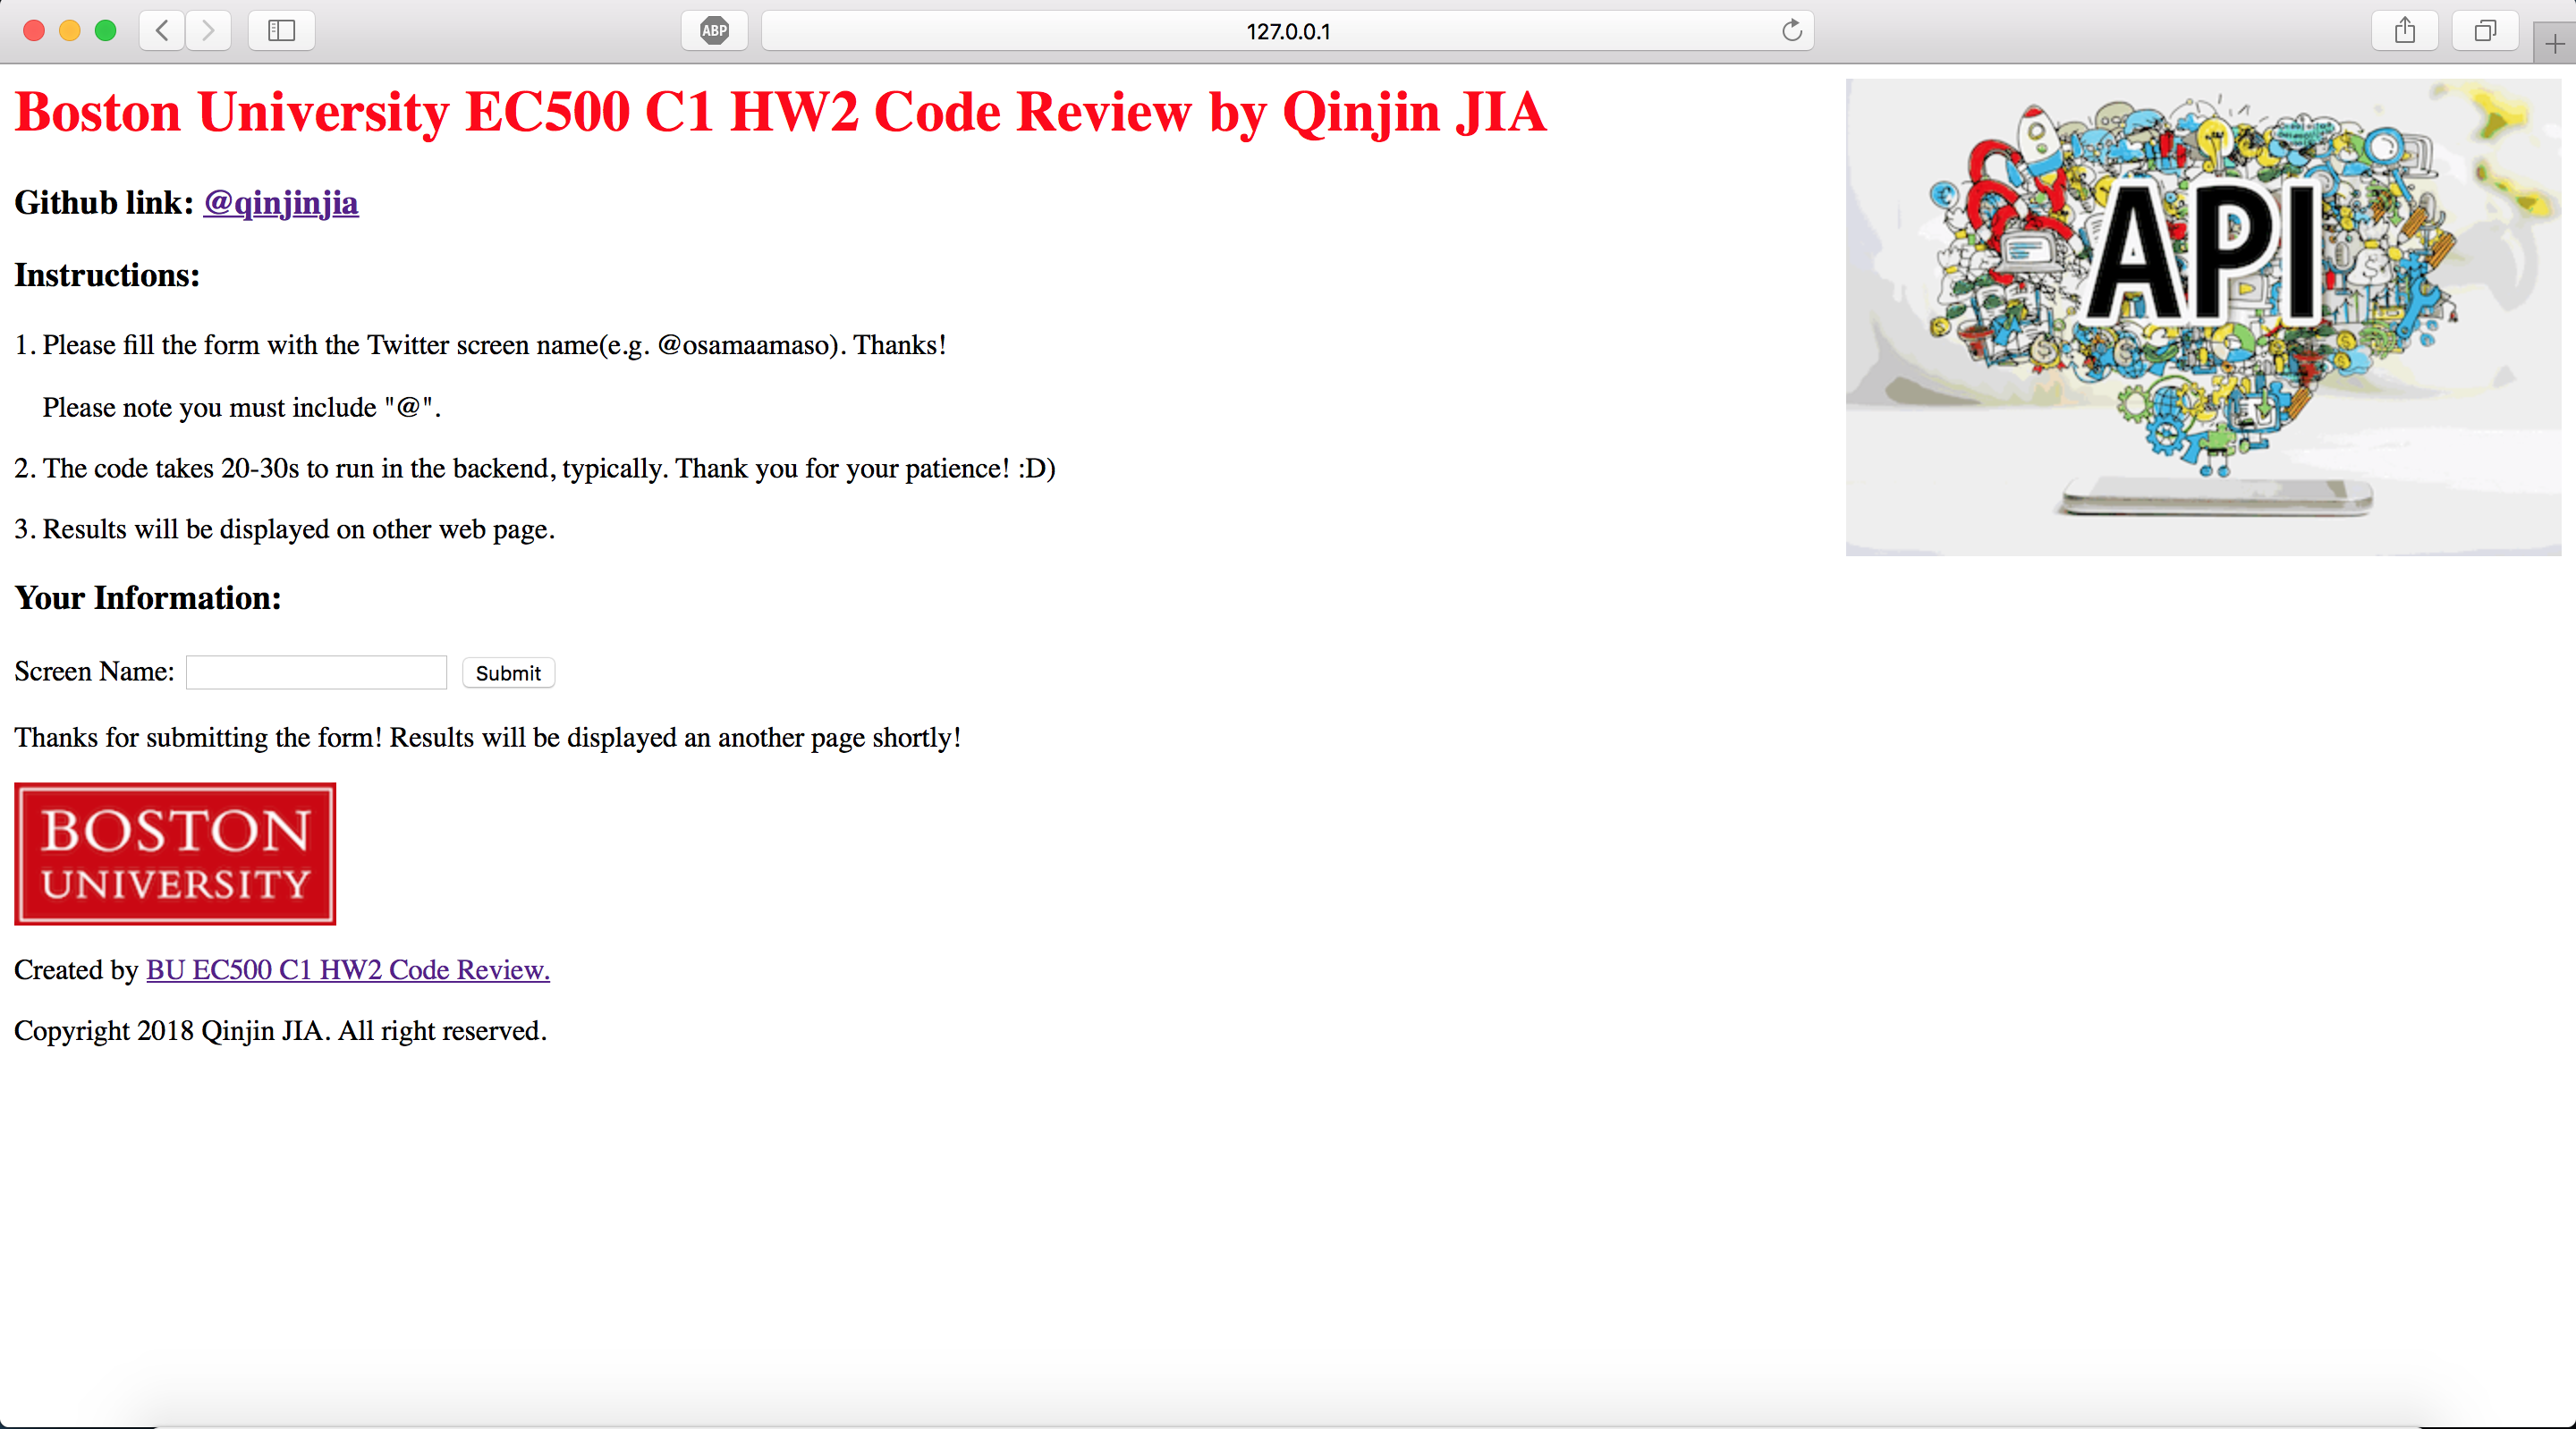 ABP
127.0.0.1
Boston University EC500 C1 HW2 Code Review by Qinjin JIA
Github link: @qinjinjia
Instructions:
1. Please fill the form with the Twitter screen name(e.g. @osamaamaso). Thanks!
Please note you must include "@".
2. The code takes 20-30s to run in the backend, typically. Thank you for your patience! :D)
3. Results will be displayed on other web page.
Your Information:
Screen Name:
Submit
Thanks for submitting the form! Results will be displayed an another page shortly!
BOSTON
UNIVERSITY
Created by BU EC500 C1 HW2 Code Review.
Copyright 2018 Qinjin JIA. All right reserved.
API